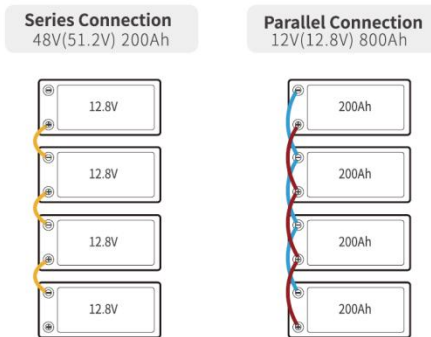 Series Connection
48V(51.2V) 200Ah
12.8V
12.8V
12.8V
12.8V
Parallel Connection
12V(12.8V) 800Ah
200Ah
200Ah
200Ah
200Ah